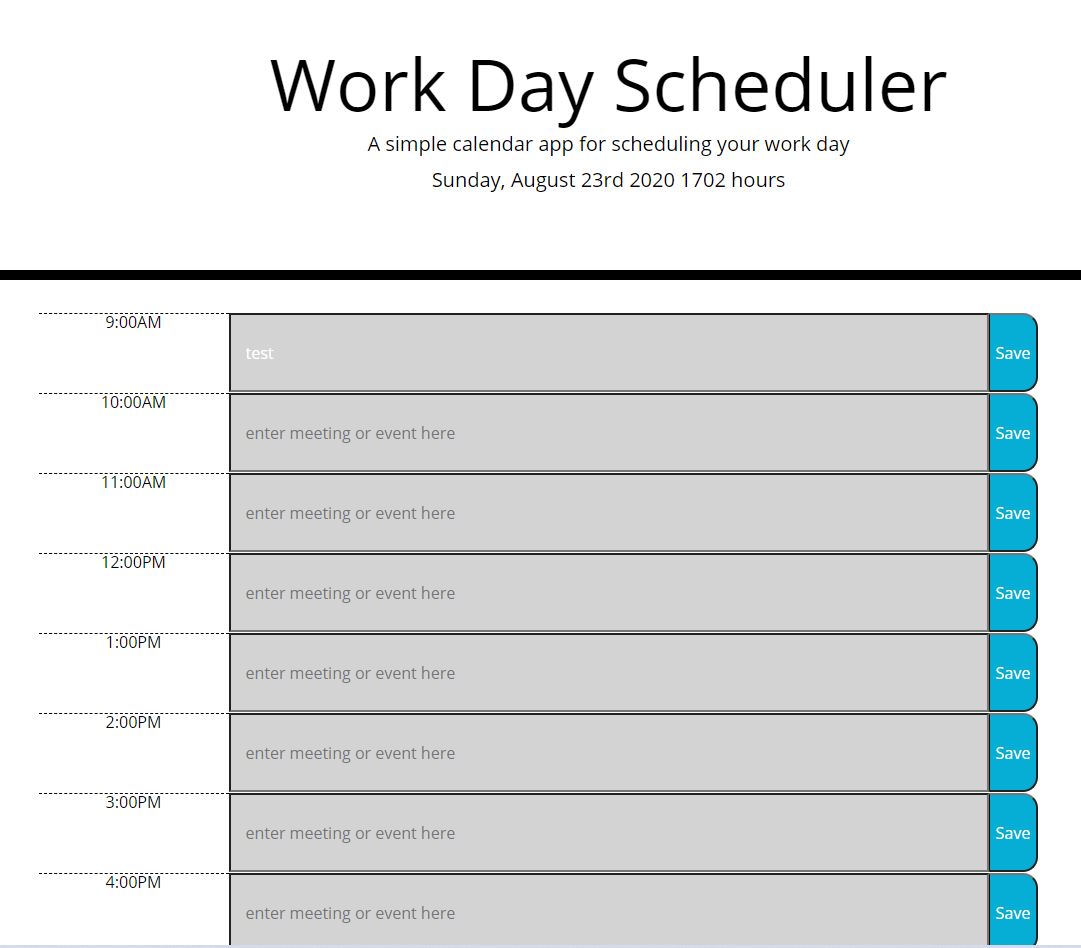 Work Day Scheduler
A simple calendar app for scheduling your work day
Sunday, August 23rd 2020 1702 hours
9:00AM
test
Save
10:00AM
enter meeting or event here
Save
11:00AM
enter meeting or event here
Save
12:00PM
enter meeting or event here
Save
1:00PM
enter meeting or event here
Save
2:00PM
enter meeting or event here
Save
3:00PM
enter meeting or event here
Save
4:00PM
enter meeting or event here
Save